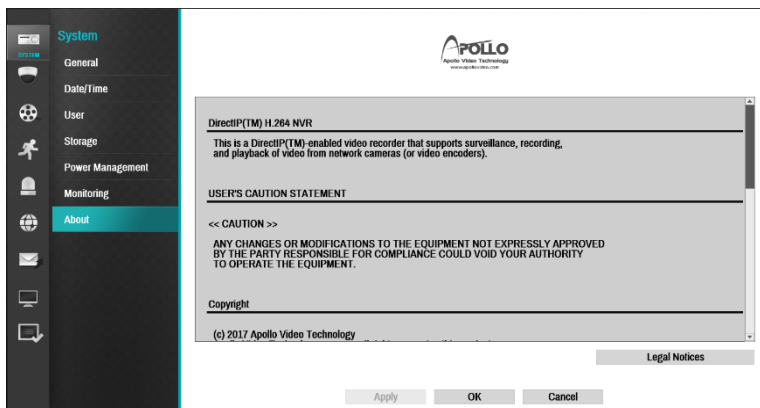 SYSTEM
System
General
Date/Time
User
Storage
Power Management
Monitoring
About
APOLLO
Apollo Video Technology
www.apollovideo.com
DirectIP(TM) H.264 NVR
This is a DirectIP(TM)-enabled video recorder that supports surveillance, recording,
and playback of video from network cameras (or video encoders).
USER'S CAUTION STATEMENT
<< CAUTION >>
ANY CHANGES OR MODIFICATIONS TO THE EQUIPMENT NOT EXPRESSLY APPROVED
BY THE PARTY RESPONSIBLE FOR COMPLIANCE COULD VOID YOUR AUTHORITY
TO OPERATE THE EQUIPMENT.
Copyright
(c) 2017 Apollo Video Technology
Legal Notices
Apply
OK
Cancel